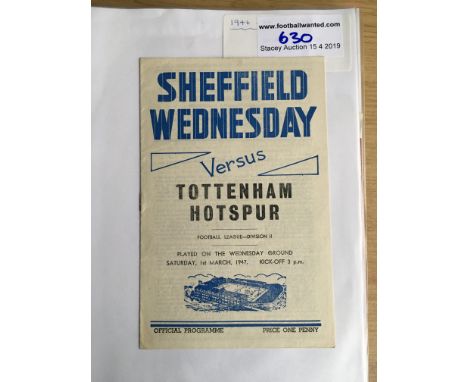 1946
www.footballwanted.com
630
Stacey Auction 15 4 2019
SHEFFIELD
WEDNESDAY
Versus
TOTTENHAM
HOTSPUR
FOOTBALL LEAGUE—DIVISION II
PLAYED ON THE WEDNESDAY GROUND
SATURDAY, 1st MARCH, 1947. KICK-OFF 3 p.m.
OFFICIAL PROGRAMME PRICE ONE PENNY